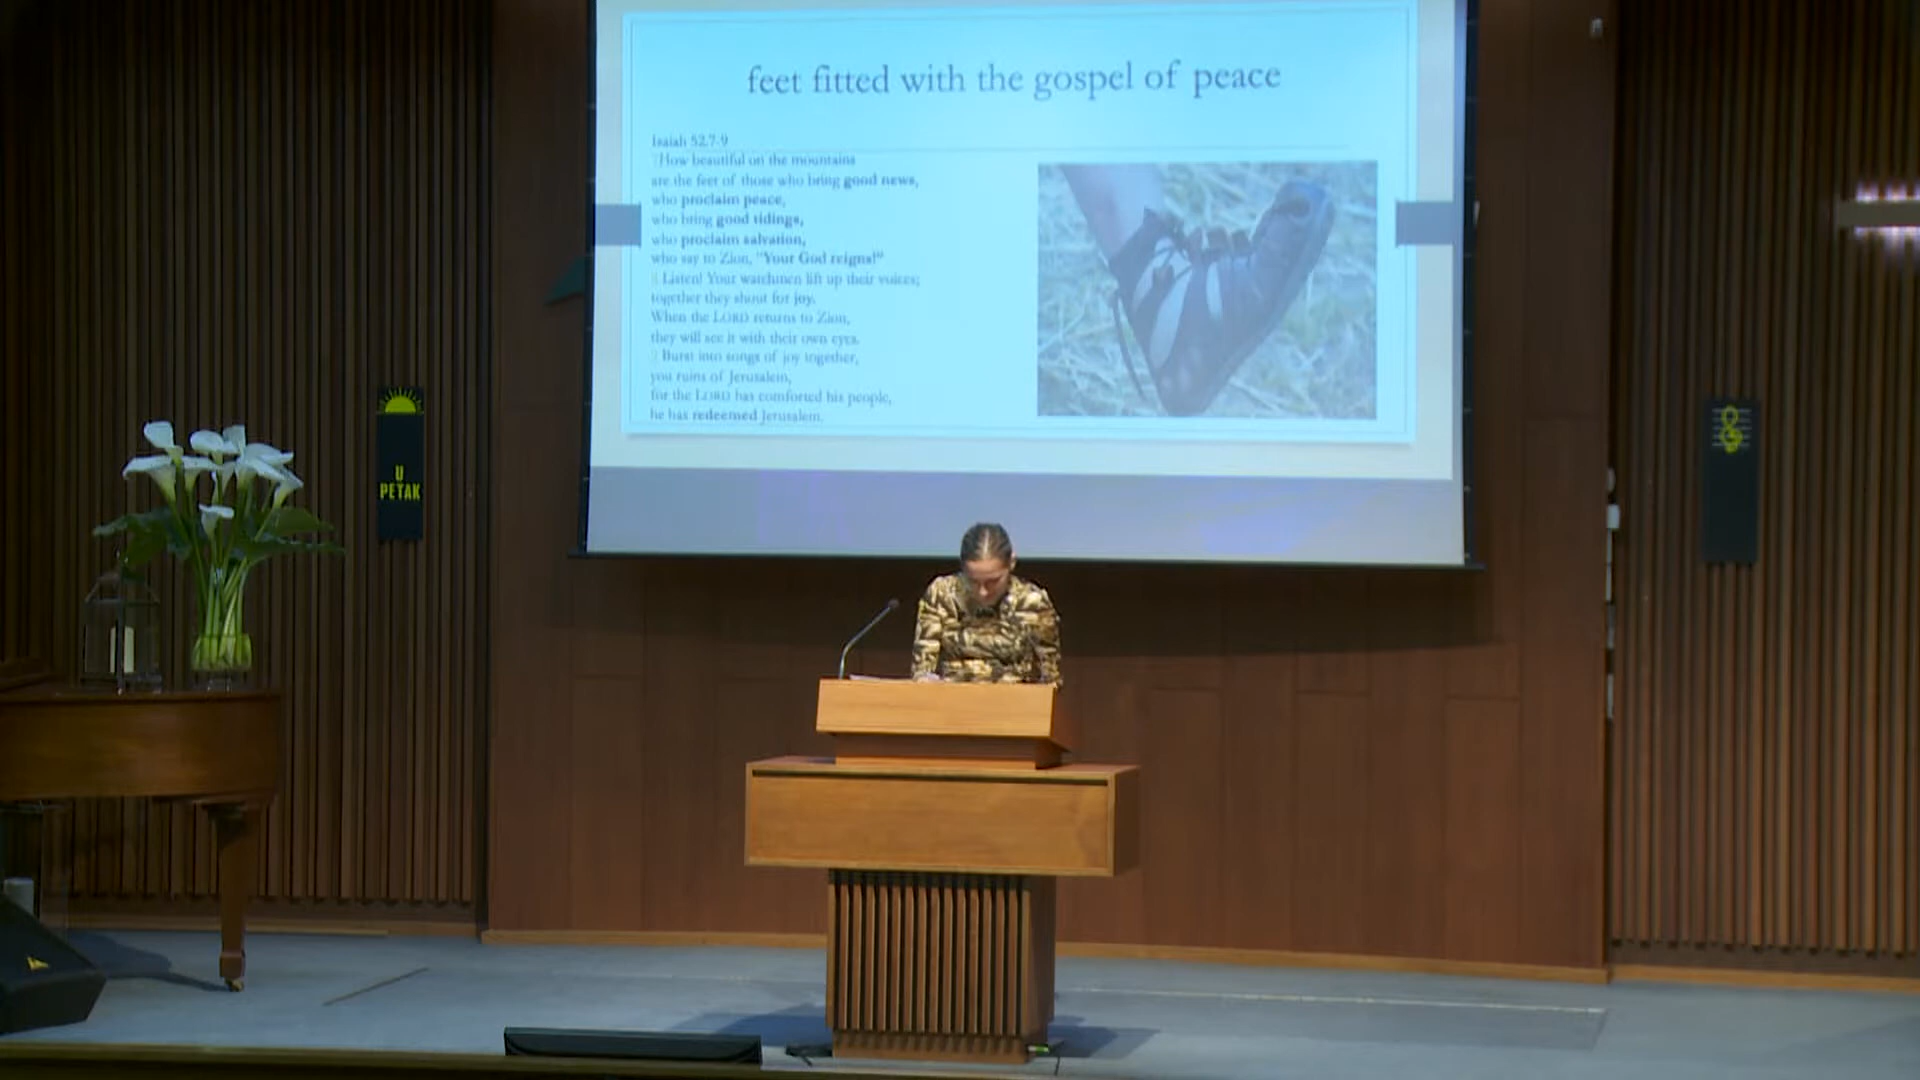 feet fitted with the gospel of peace
Isaiah 52.7-9
How beautiful on the mountains
are the feet of those who bring good news,
who proclaim peace,
who bring good tidings,
who proclaim salvation,
who say to Zion, "Your God reigns!"
Listen! Your watchmen lift up their voices;
together they shout for joy.
When the LORD returns to Zion,
they will see it with their own eyes.
Burst into songs of joy together,
you ruins of Jerusalem,
for the LORD has comforted his people,
he has redeemed Jerusalem.
U
PETAK